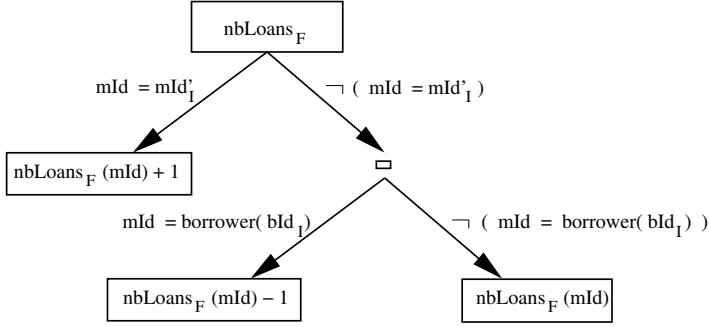 nbLoans_F
mId = mId'_I
¬ ( mId = mId'_I )
nbLoans_F (mId) + 1
mId = borrower( bId_I )
¬ ( mId = borrower( bId_I ) )
nbLoans_F (mId) − 1
nbLoans_F (mId)